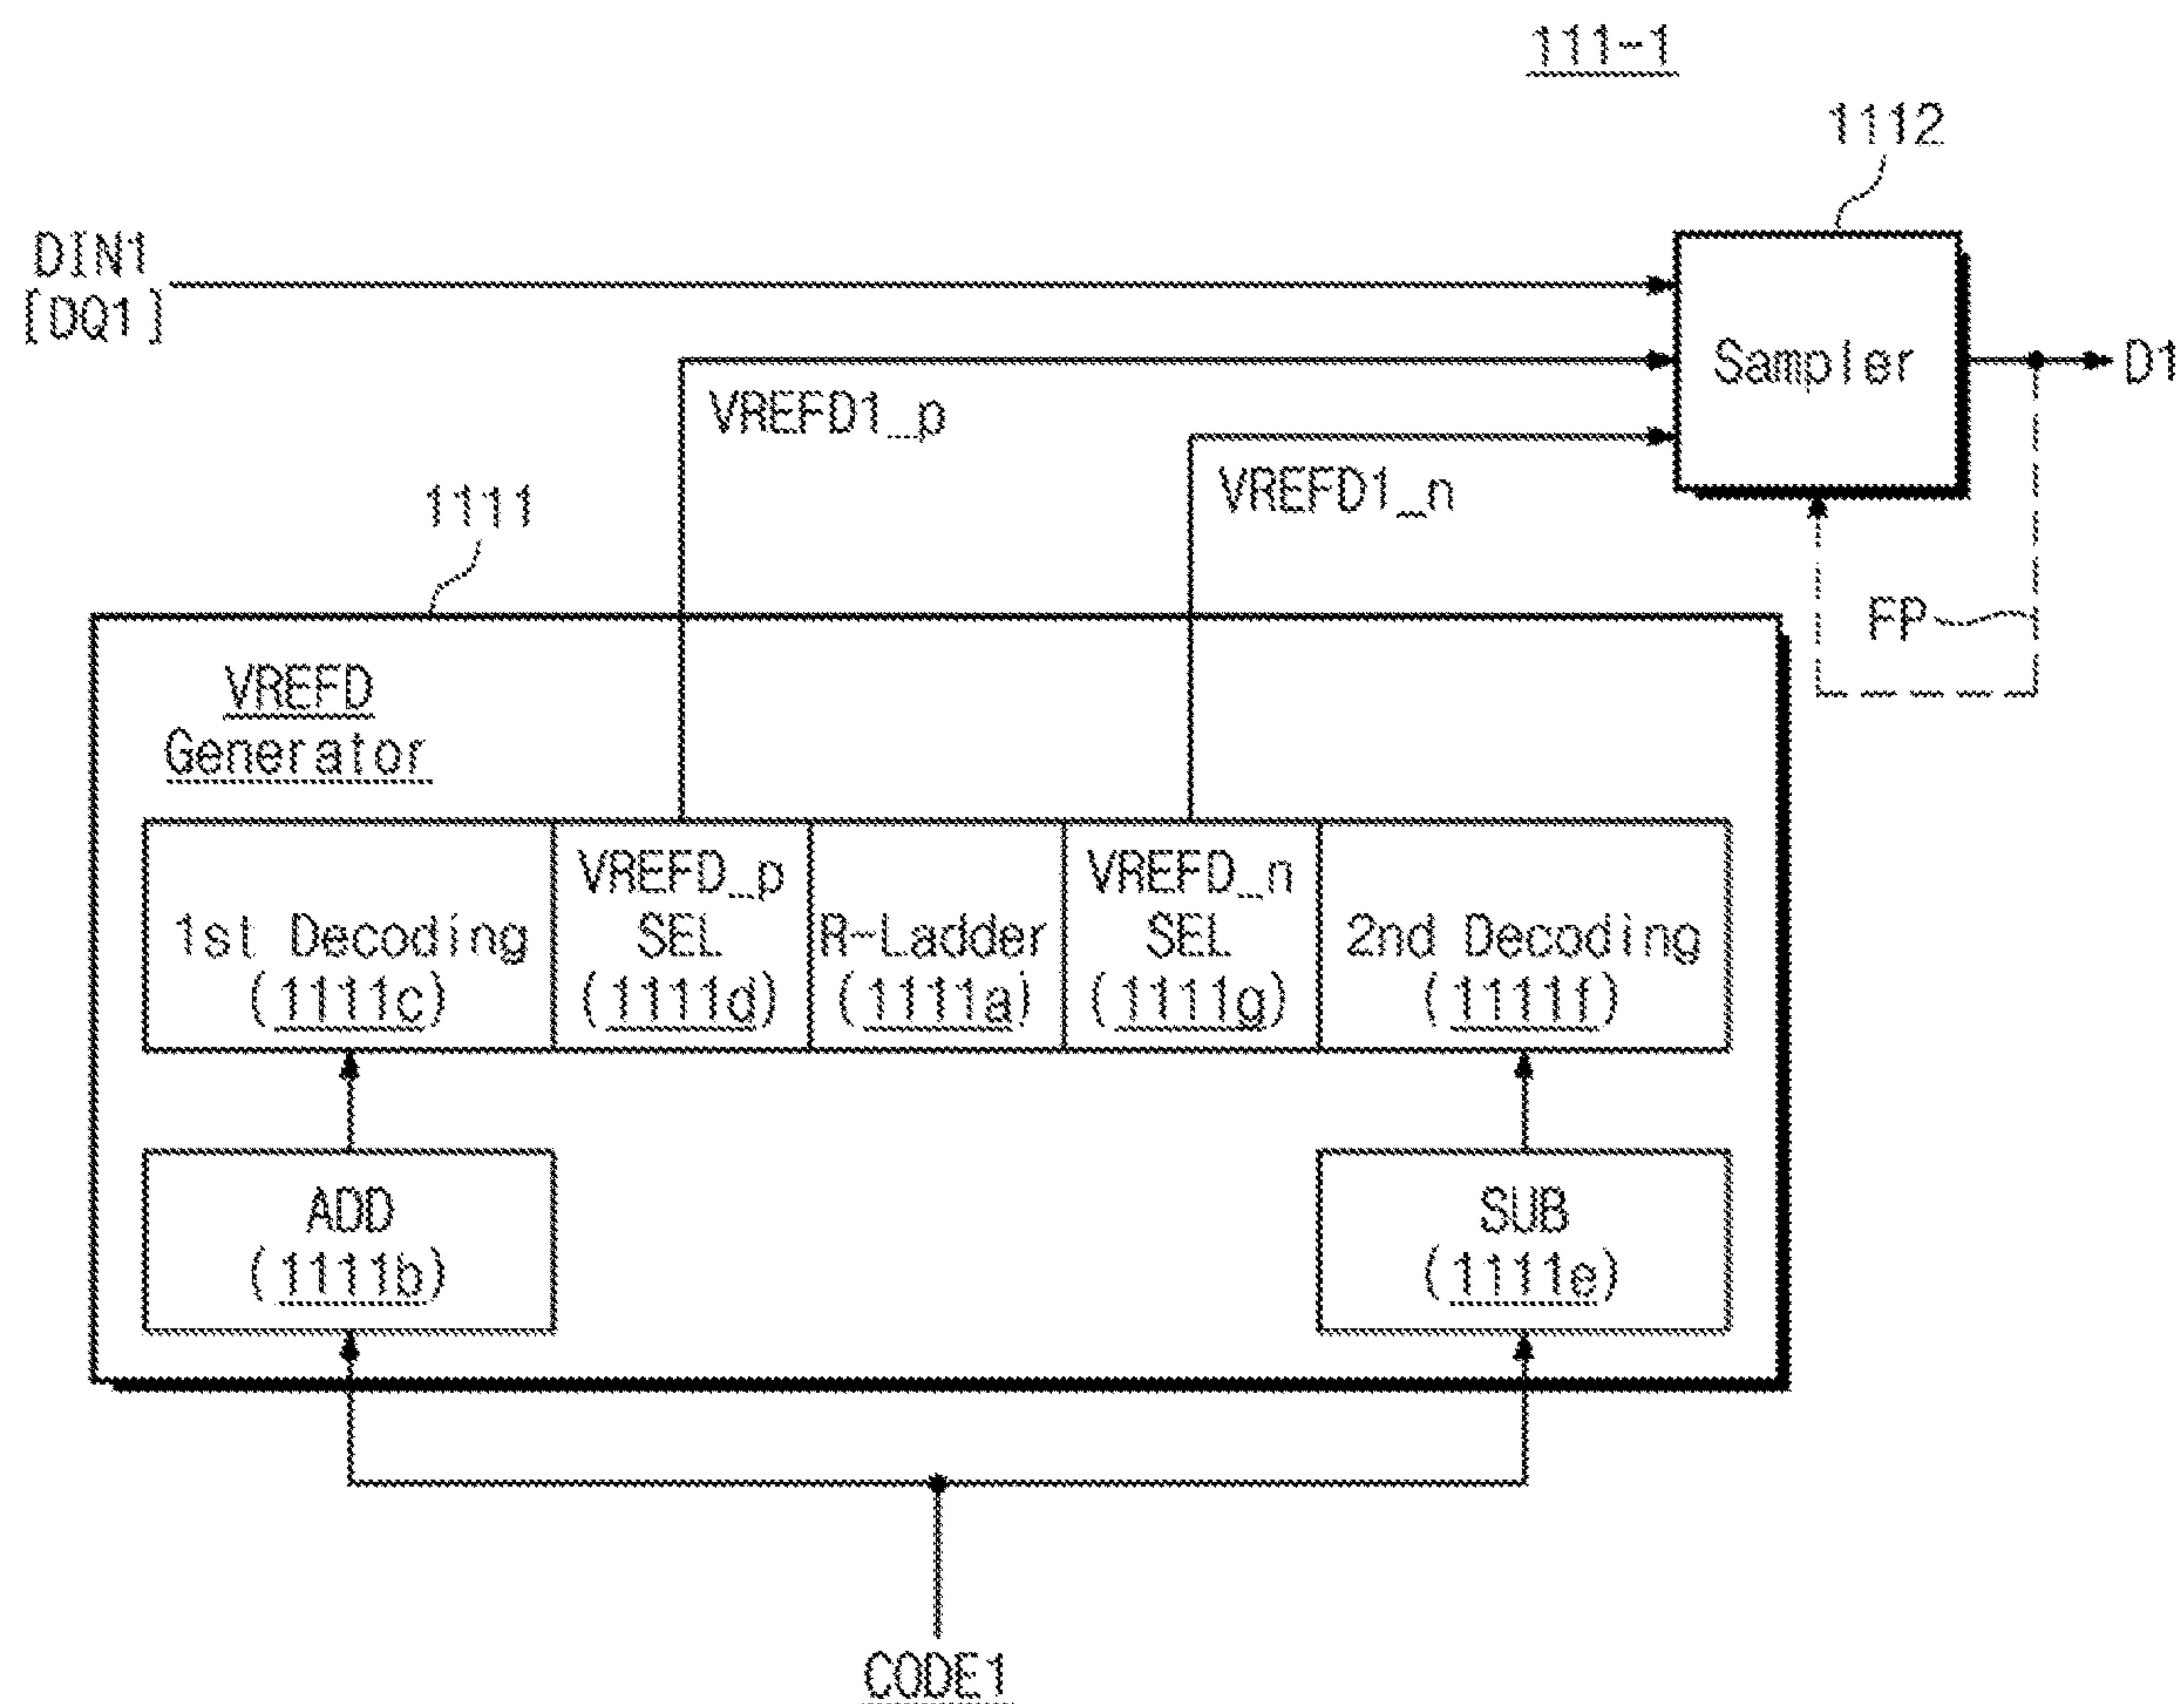 111-1
1112
DIN1
[DQ1]
Sampler
D1
VREFD1_p
VREFD1_n
1111
FP
VREFD
Generator
1st Decoding
(1111c)
VREFD_p
SEL
(1111d)
R-Ladder
(1111a)
VREFD_n
SEL
(1111g)
2nd Decoding
(1111f)
ADD
(1111b)
SUB
(1111e)
CODE1